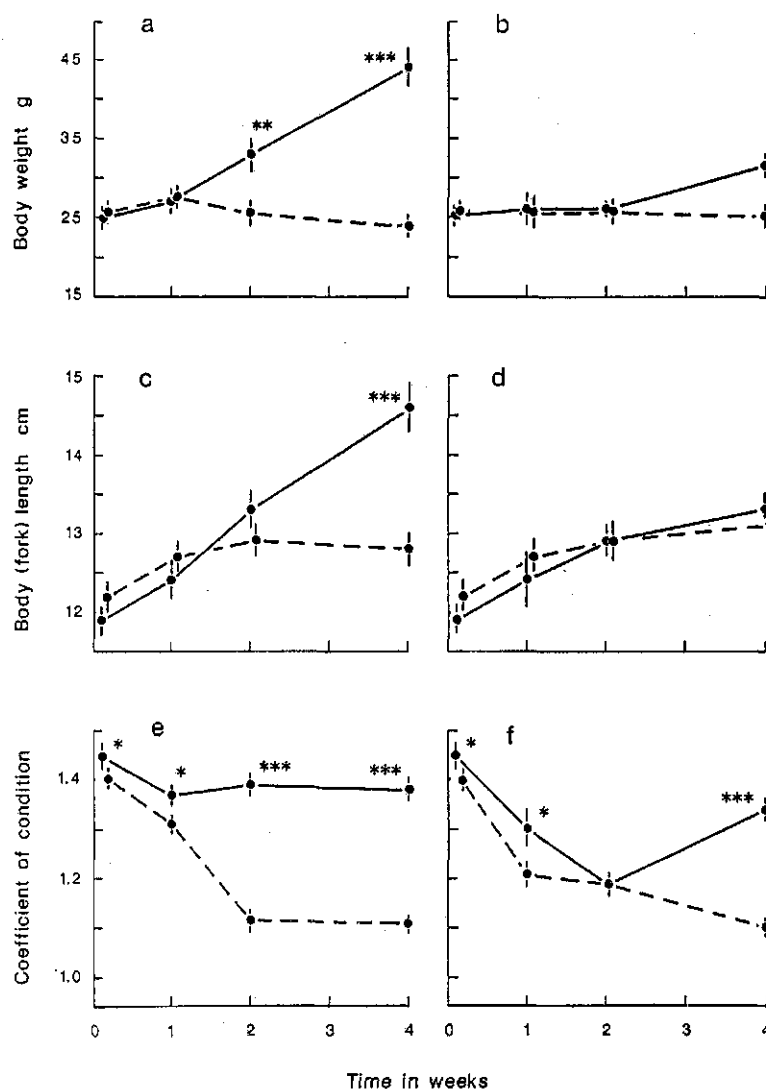 a
b
Body weight g
45
35
25
15
**
***
c
d
Body (fork) length cm
15
14
13
12
***
e
f
Coefficient of condition
1.4
1.2
1.0
*
*
***
***
*
*
***
0 1 2 3 4
0 1 2 3 4
Time in weeks